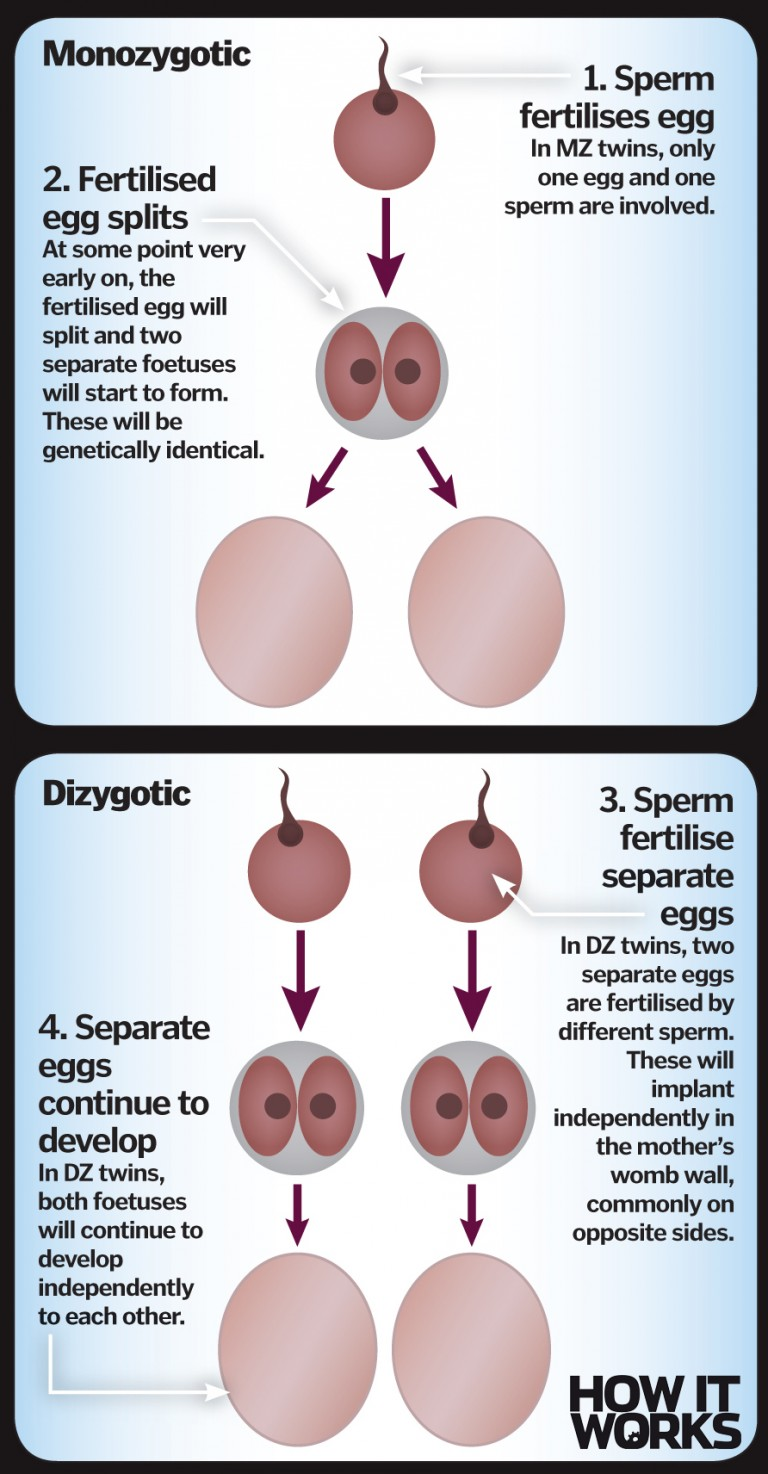 Monozygotic
1. Sperm
fertilises egg
In MZ twins, only
one egg and one
sperm are involved.
2. Fertilised
egg splits
At some point very
early on, the
fertilised egg will
split and two
separate foetuses
will start to form.
These will be
genetically identical.
Dizygotic
3. Sperm
fertilise
separate
eggs
In DZ twins, two
separate eggs
are fertilised by
different sperm.
These will
implant
independently in
the mother's
womb wall,
commonly on
opposite sides.
4. Separate
eggs
continue to
develop
In DZ twins,
both foetuses
will continue to
develop
independently
to each other.
HOW IT
WORKS